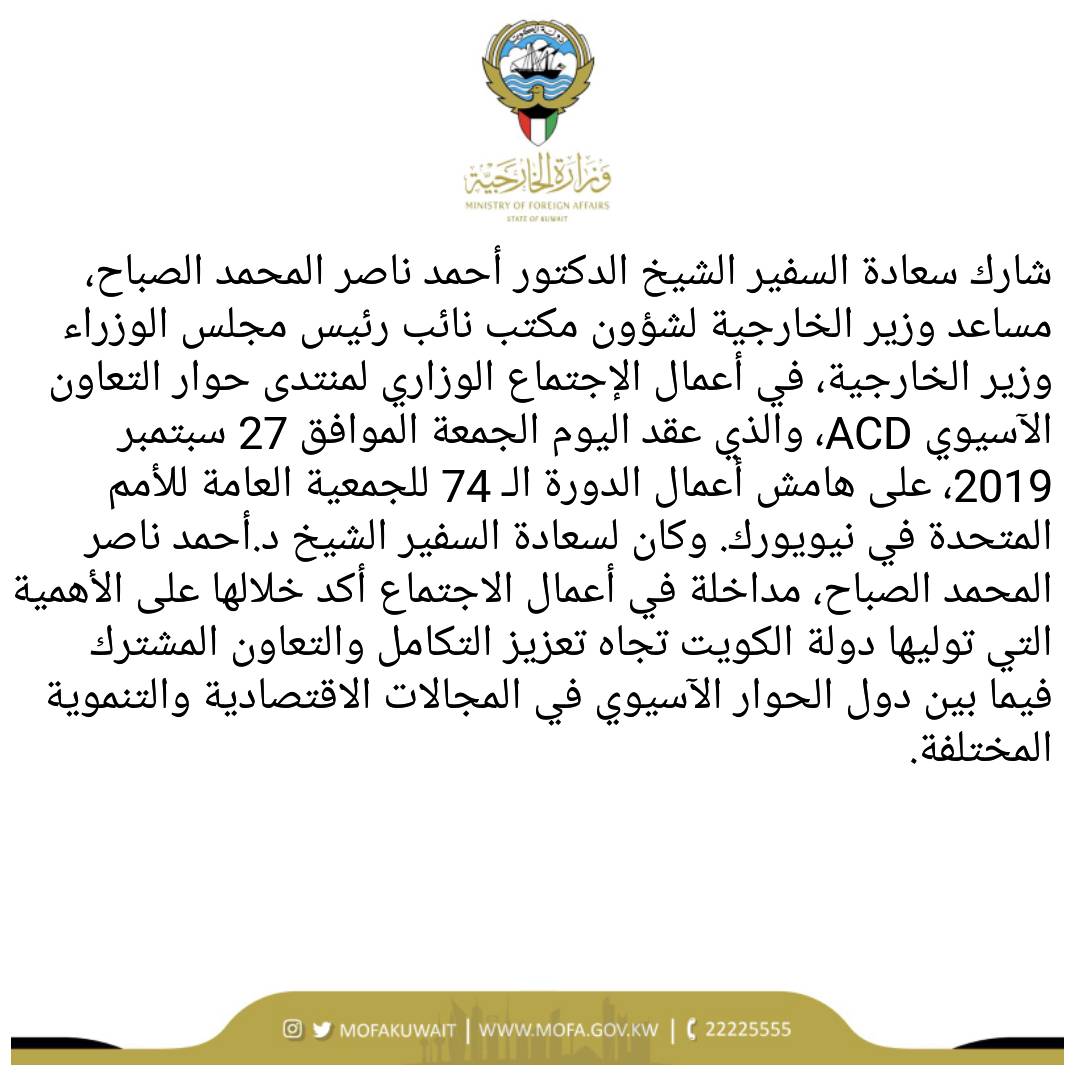 دولة الكويت
وزارة الخارجية
MINISTRY OF FOREIGN AFFAIRS
STATE OF KUWAIT
شارك سعادة السفير الشيخ الدكتور أحمد ناصر المحمد الصباح،
مساعد وزير الخارجية لشؤون مكتب نائب رئيس مجلس الوزراء
وزير الخارجية، في أعمال الإجتماع الوزاري لمنتدى حوار التعاون
الآسيوي ACD، والذي عقد اليوم الجمعة الموافق 27 سبتمبر
2019، على هامش أعمال الدورة الـ 74 للجمعية العامة للأمم
المتحدة في نيويورك. وكان لسعادة السفير الشيخ د.أحمد ناصر
المحمد الصباح، مداخلة في أعمال الاجتماع أكد خلالها على الأهمية
التي توليها دولة الكويت تجاه تعزيز التكامل والتعاون المشترك
فيما بين دول الحوار الآسيوي في المجالات الاقتصادية والتنموية
المختلفة.
MOFAKUWAIT | WWW.MOFA.GOV.KW | 22225555